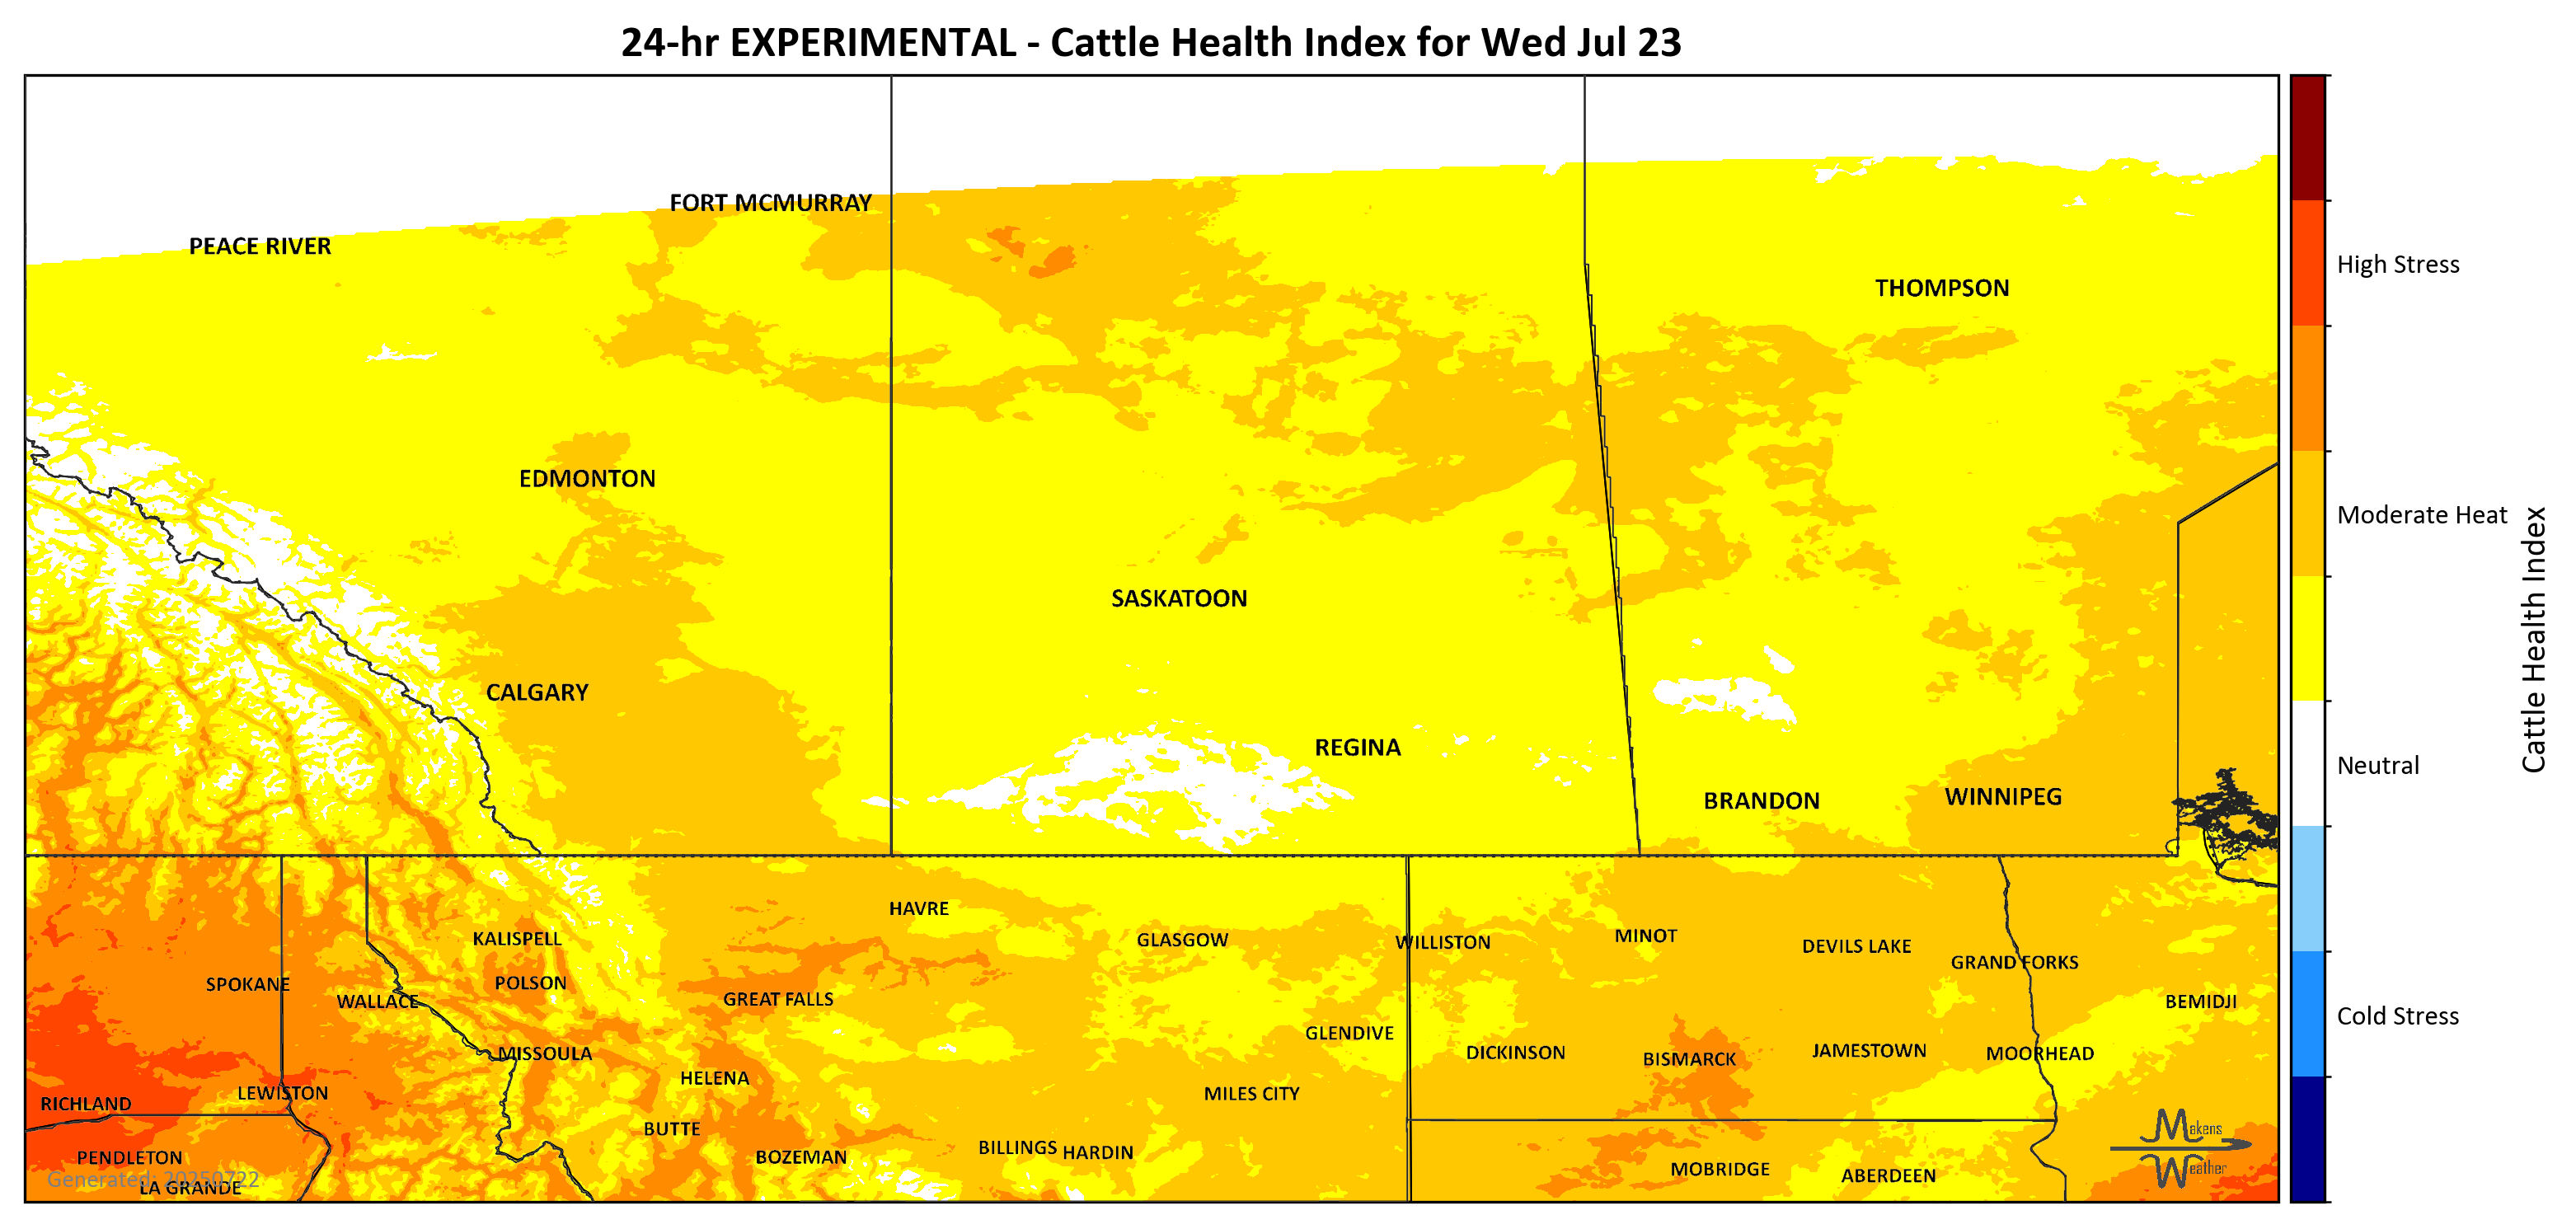 24-hr EXPERIMENTAL - Cattle Health Index for Wed Jul 23
FORT MCMURRAY
PEACE RIVER
High Stress
THOMPSON
EDMONTON
Moderate Heat
SASKATOON
Cattle Health Index
CALGARY
REGINA
Neutral
BRANDON
WINNIPEG
HAVRE
KALISPELL
GLASGOW
WILLISTON
MINOT
DEVILS LAKE
GRAND FORKS
SPOKANE
POLSON
WALLACE
GREAT FALLS
BEMIDJI
Cold Stress
GLENDIVE
MISSOULA
DICKINSON
BISMARCK
JAMESTOWN
MOORHEAD
HELENA
LEWISTON
MILES CITY
RICHLAND
BUTTE
Makens
Weather
PENDLETON
BOZEMAN
BILLINGS
HARDIN
MOBRIDGE
ABERDEEN
Generated: 20250722
LA GRANDE